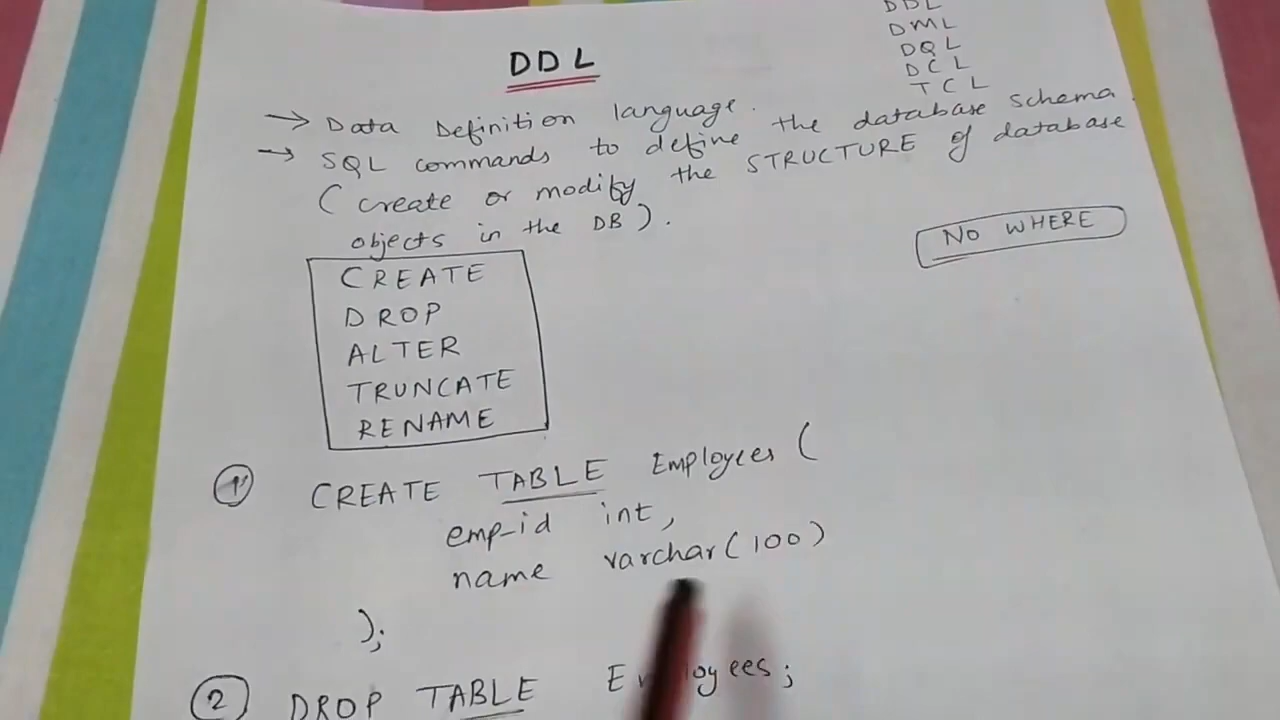 DDL
DDL
DML
DQL
DCL
TCL
→ Data Definition language.
→ SQL commands to define the database schema.
(create or modify the STRUCTURE of database
objects in the DB).
NO WHERE
CREATE
DROP
ALTER
TRUNCATE
RENAME
1 CREATE TABLE Employees (
emp-id int,
name varchar(100)
);
2 DROP TABLE Employees;